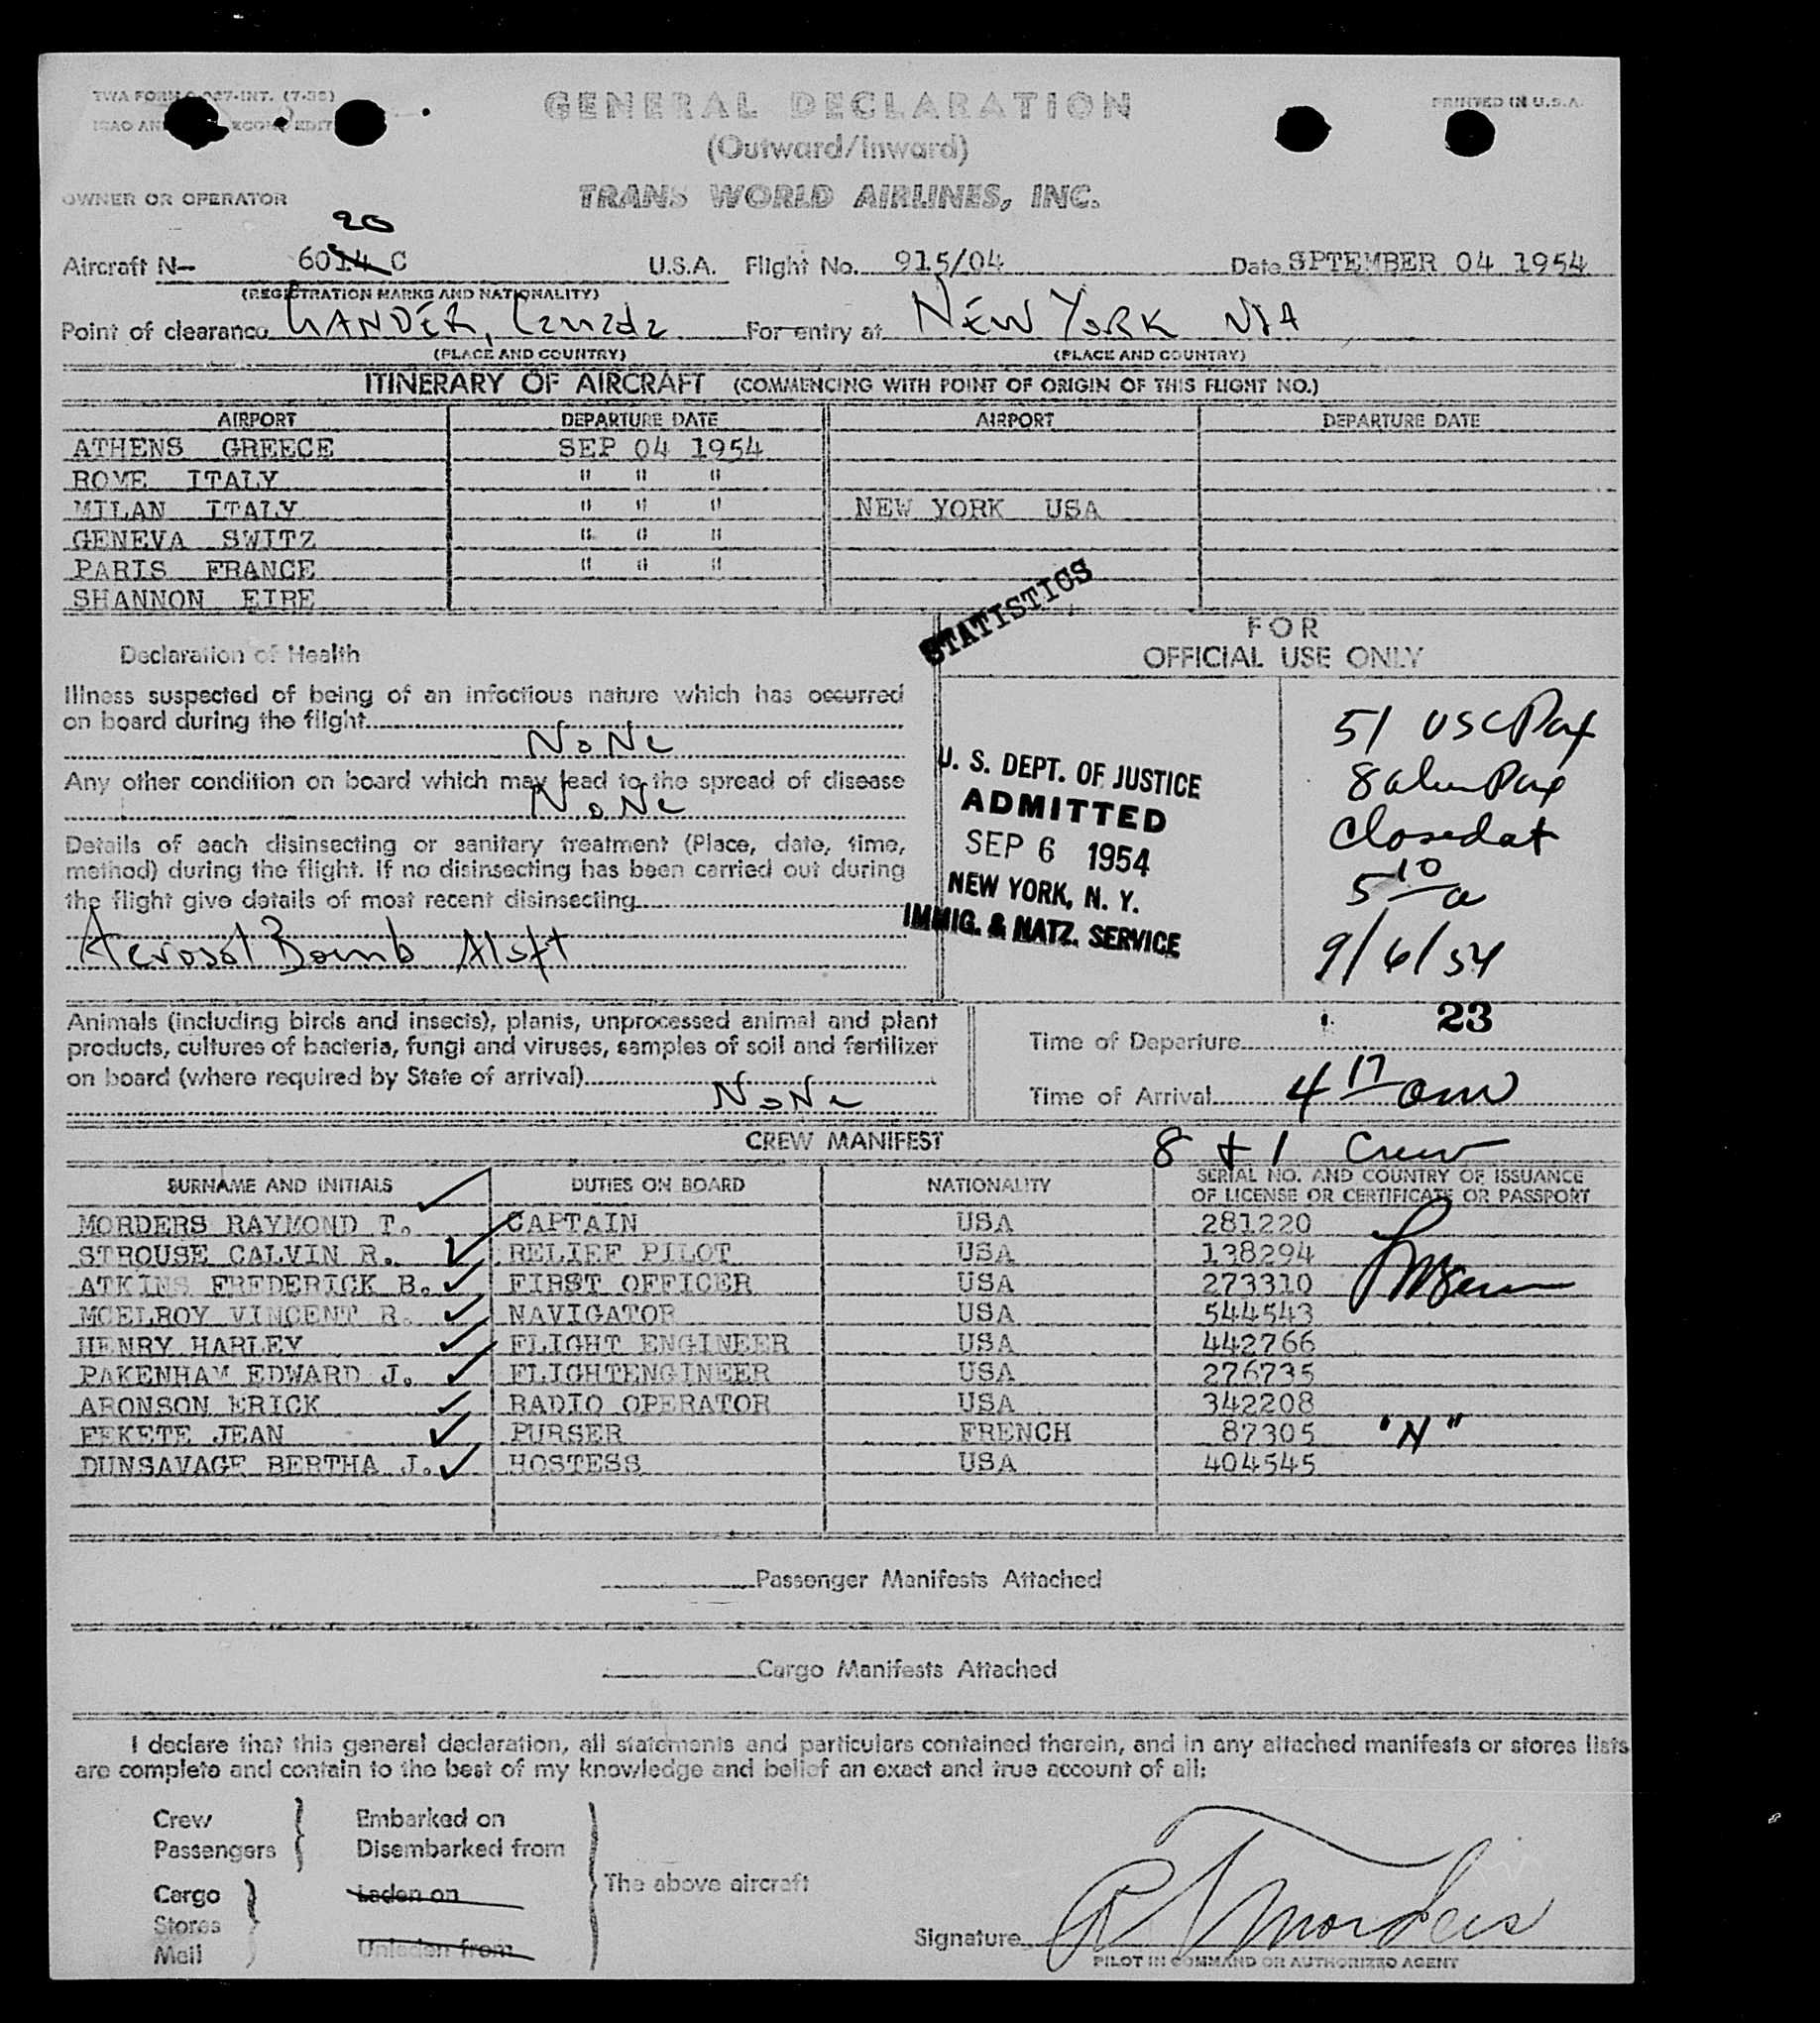 GENERAL DECLARATION
PRINTED IN U.S.A.
(Outward/Inward)
OWNER OR OPERATOR
TRANS WORLD AIRLINES, INC.
20
Aircraft N- 6014 C U.S.A. Flight No. 915/04 Date SPTEMBER 04 1954
(REGISTRATION MARKS AND NATIONALITY)
Point of clearance GANDER, Canada For entry at NEW YORK
(PLACE AND COUNTRY) (PLACE AND COUNTRY)
ITINERARY OF AIRCRAFT (COMMENCING WITH POINT OF ORIGIN OF THIS FLIGHT NO.)
AIRPORT DEPARTURE DATE AIRPORT DEPARTURE DATE
ATHENS GREECE SEP 04 1954
ROME ITALY " " "
MILAN ITALY " " " NEW YORK USA
GENEVA SWITZ " " "
PARIS FRANCE " " "
SHANNON EIRE
STATISTICS
FOR
OFFICIAL USE ONLY
Declaration of Health
Illness suspected of being of an infectious nature which has occurred
on board during the flight
NoNe
Any other condition on board which may lead to the spread of disease
NoNe
Details of each disinsecting or sanitary treatment (Place, date, time,
method) during the flight. If no disinsecting has been carried out during
the flight give details of most recent disinsecting
Aerosol Bomb Aloft
U. S. DEPT. OF JUSTICE
ADMITTED
SEP 6 1954
NEW YORK, N. Y.
IMMIG. & NATZ. SERVICE
51 USC Pax
8 alien Pax
Closed at
5 10 a
9/6/54
Animals (including birds and insects), plants, unprocessed animal and plant
products, cultures of bacteria, fungi and viruses, samples of soil and fertilizer
on board (where required by State of arrival)
NoNe
23
Time of Departure
Time of Arrival 4 17 am
CREW MANIFEST 8 + 1 Crew
SURNAME AND INITIALS DUTIES ON BOARD NATIONALITY SERIAL NO. AND COUNTRY OF ISSUANCE
OF LICENSE OR CERTIFICATE OR PASSPORT
MORDERS RAYMOND T. CAPTAIN USA 281220
STROUSE CALVIN R. RELIEF PILOT USA 138294
ATKINS FREDERICK B. FIRST OFFICER USA 273310
MCELROY VINCENT R. NAVIGATOR USA 544543
HENRY HARLEY FLIGHT ENGINEER USA 442766
PAKENHAM EDWARD J. FLIGHTENGINEER USA 276735
ARONSON ERICK RADIO OPERATOR USA 342208
FEKETE JEAN PURSER FRENCH 87305 "N"
DUNSAVAGE BERTHA J. HOSTESS USA 404545
Passenger Manifests Attached
Cargo Manifests Attached
I declare that this general declaration, all statements and particulars contained therein, and in any attached manifests or stores lists
are complete and contain to the best of my knowledge and belief an exact and true account of all:
Crew Embarked on
Passengers Disembarked from
The above aircraft
Cargo Laden on
Stores
Mail Unladen from
Signature R T Morders
PILOT IN COMMAND OR AUTHORIZED AGENT